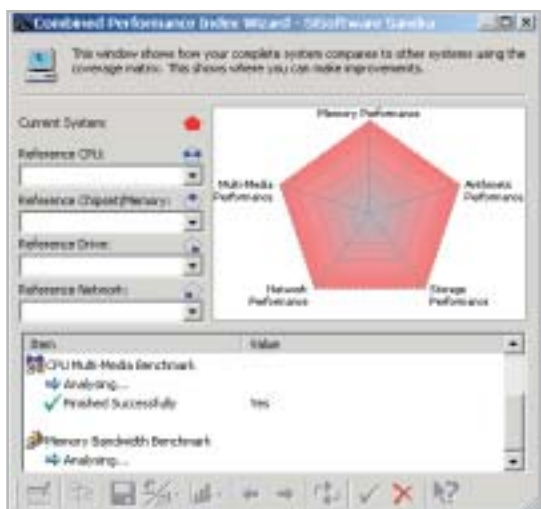 Combined Performance Index Wizard - SiSoftware Sandra
This window shows how your complete system compares to other systems using the
coverage matrix. This shows where you can make improvements.
Current System:
Reference CPU:
Reference Chipset/Memory:
Reference Drive:
Reference Network:
Memory Performance
Multi-Media
Performance
Arithmetic
Performance
Network
Performance
Storage
Performance
Item Value
CPU Multi-Media Benchmark
Analysing...
Finished Successfully Yes
Memory Bandwidth Benchmark
Analysing...